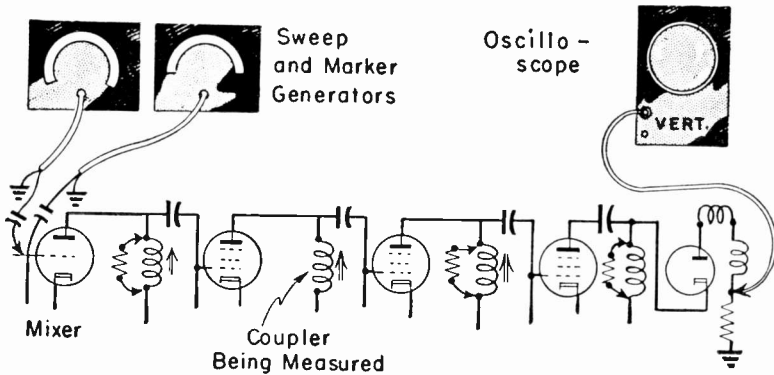 Sweep
and Marker
Generators
Oscillo-
scope
VERT.
Mixer
Coupler
Being Measured